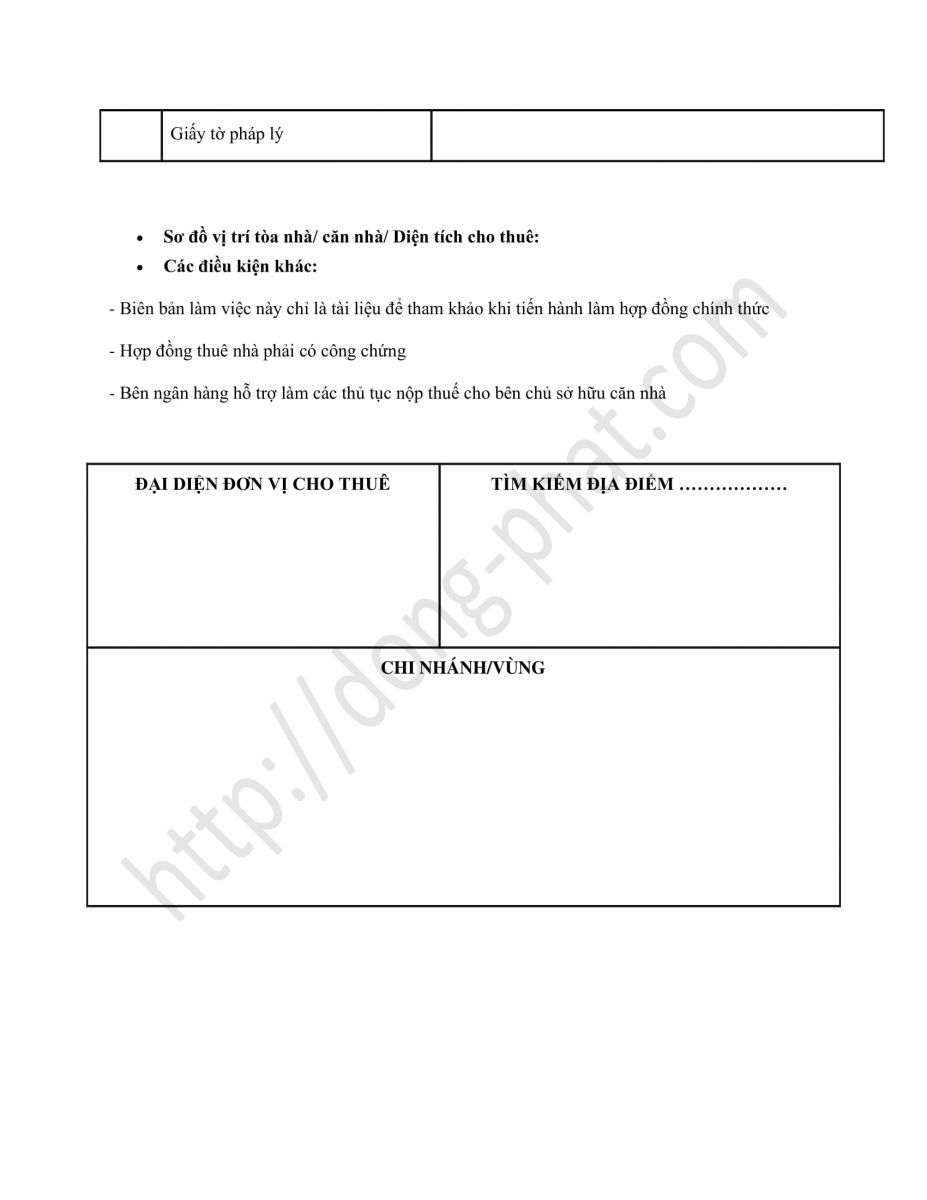 Giấy tờ pháp lý
• Sơ đồ vị trí tòa nhà/ căn nhà/ Diện tích cho thuê:
• Các điều kiện khác:
- Biên bản làm việc này chỉ là tài liệu để tham khảo khi tiến hành làm hợp đồng chính thức
- Hợp đồng thuê nhà phải có công chứng
- Bên ngân hàng hỗ trợ làm các thủ tục nộp thuế cho bên chủ sở hữu căn nhà
ĐẠI DIỆN ĐƠN VỊ CHO THUÊ
TÌM KIẾM ĐỊA ĐIỂM ………………
CHI NHÁNH/VÙNG
http://dong-phat.com